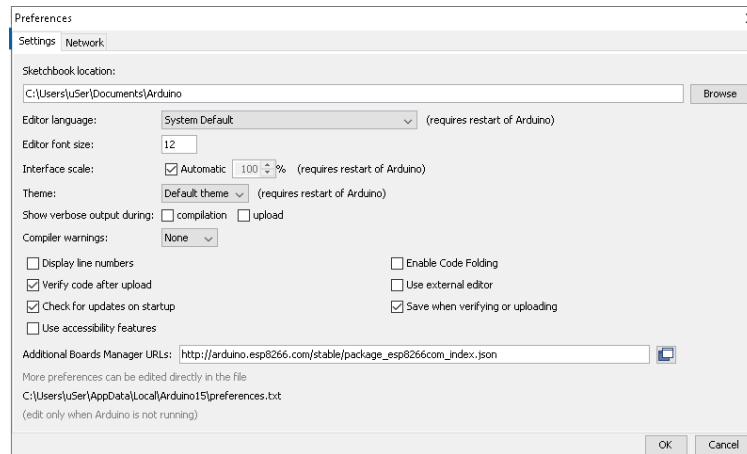 Preferences
Settings Network
Sketchbook location:
C:\Users\uSer\Documents\Arduino Browse
Editor language: System Default (requires restart of Arduino)
Editor font size: 12
Interface scale: Automatic 100 % (requires restart of Arduino)
Theme: Default theme (requires restart of Arduino)
Show verbose output during: compilation upload
Compiler warnings: None
Display line numbers Enable Code Folding
Verify code after upload Use external editor
Check for updates on startup Save when verifying or uploading
Use accessibility features
Additional Boards Manager URLs: http://arduino.esp8266.com/stable/package_esp8266com_index.json
More preferences can be edited directly in the file
C:\Users\uSer\AppData\Local\Arduino15\preferences.txt
(edit only when Arduino is not running)
OK Cancel